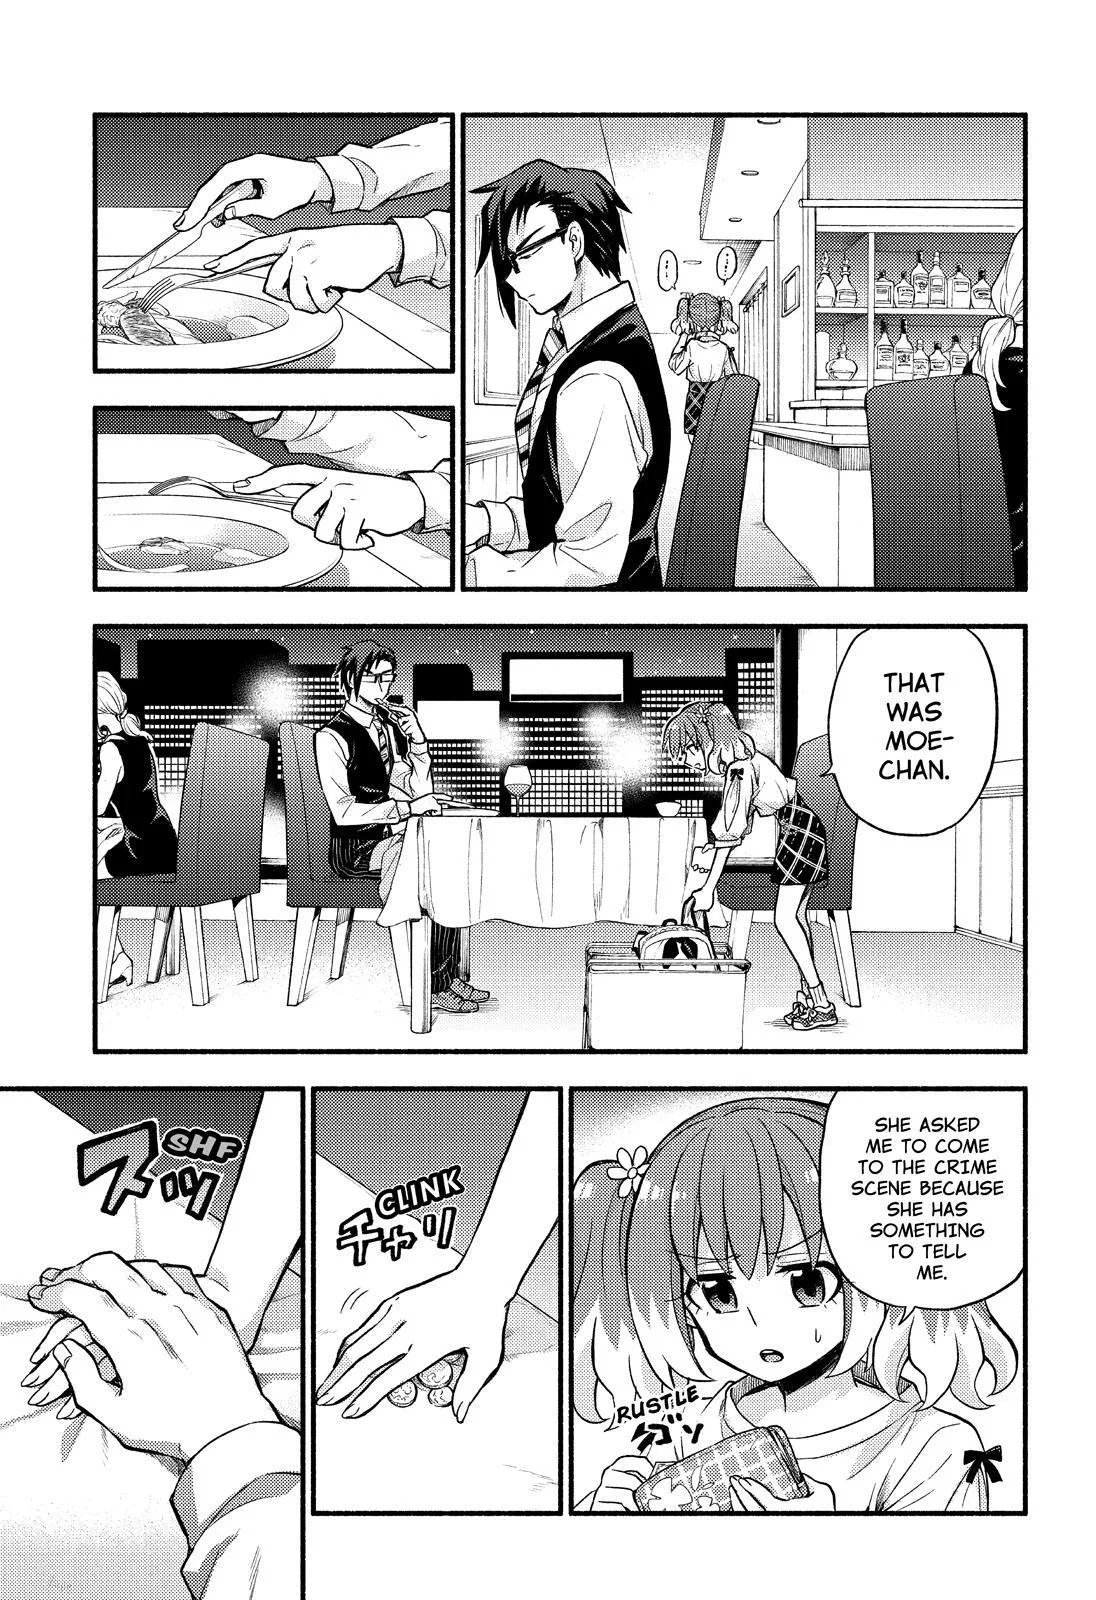 …
…
THAT
WAS
MOE-
CHAN.
SHE ASKED
ME TO COME
TO THE CRIME
SCENE BECAUSE
SHE HAS
SOMETHING
TO TELL
ME.
RUSTLE
ガソ
CLINK
チャリ
SHF
スッ